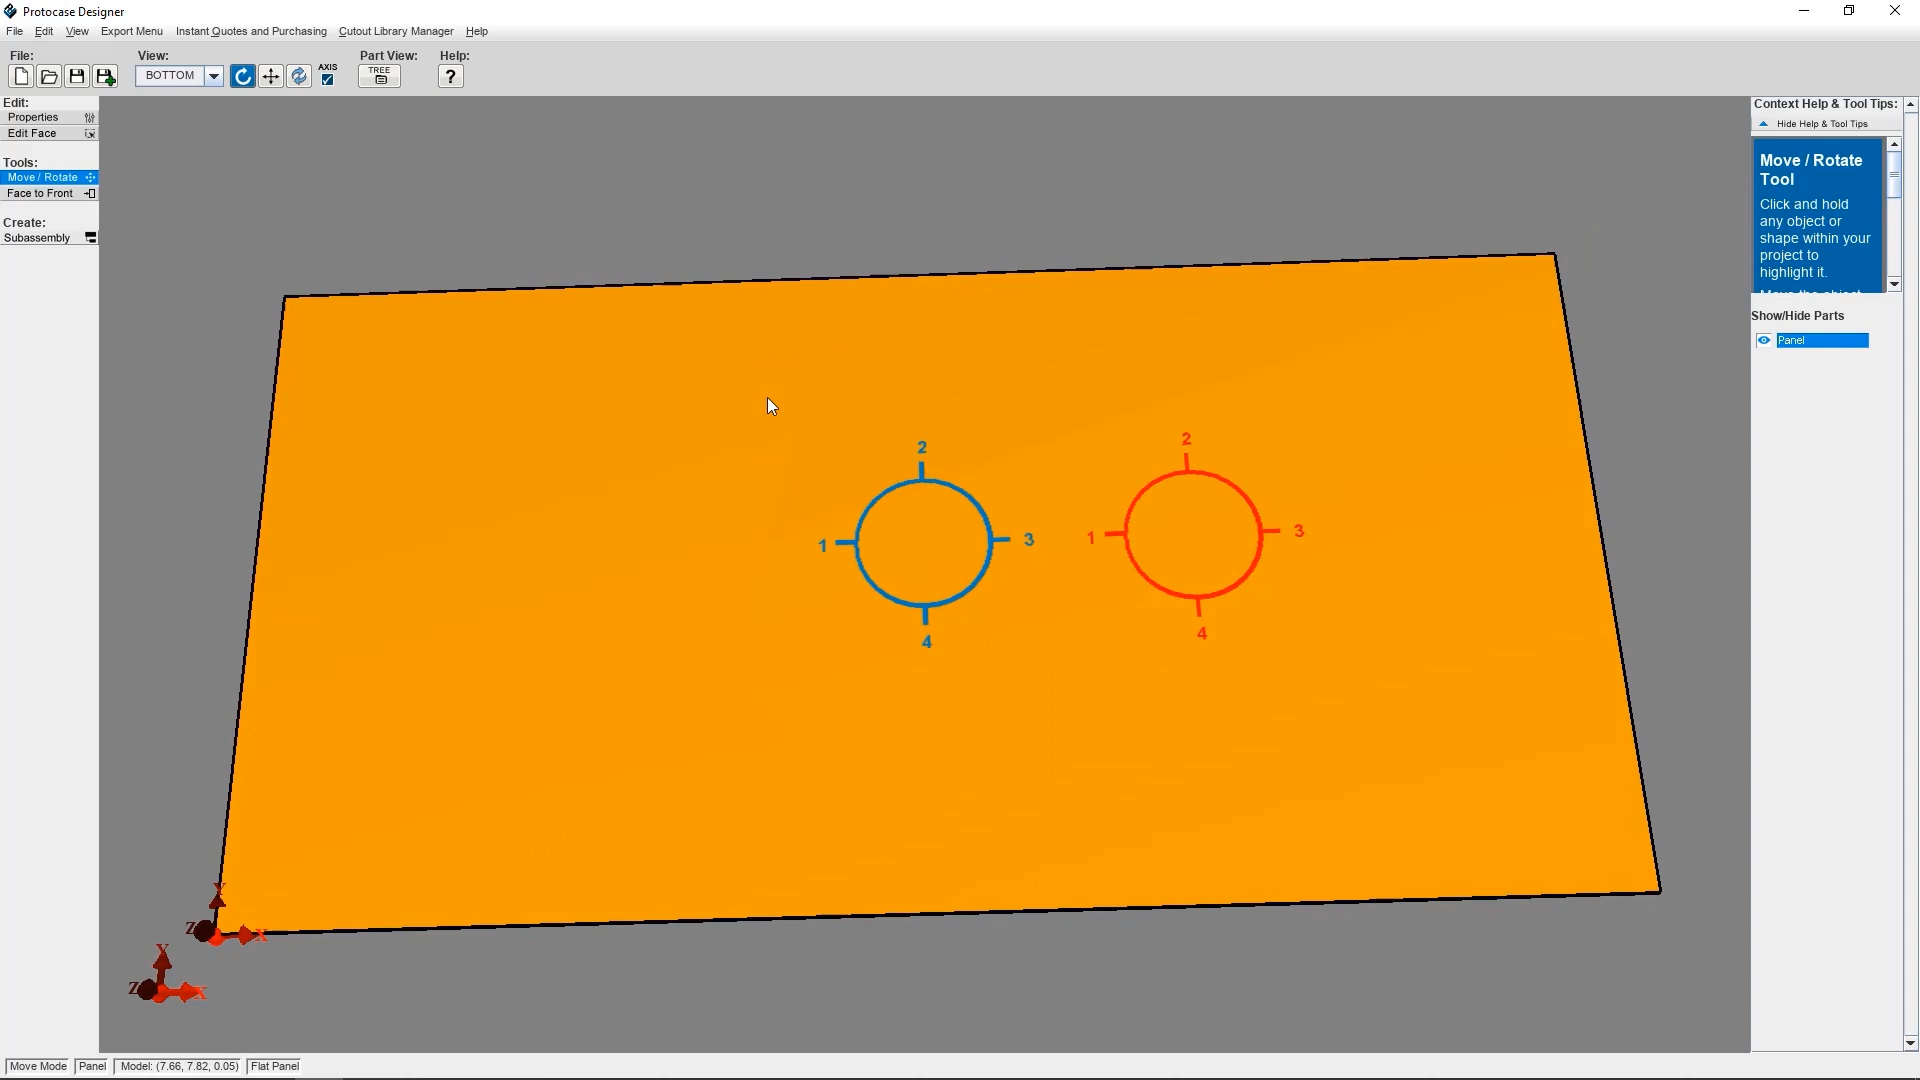 Protocase Designer
File Edit View Export Menu Instant Quotes and Purchasing Cutout Library Manager Help
File: View: Part View: Help:
BOTTOM AXIS TREE ?
Edit:
Properties
Edit Face
Tools:
Move / Rotate
Face to Front
Create:
Subassembly
2
1 3
4
2
1 3
4
Y
Z X
Y
Z X
Context Help & Tool Tips:
Hide Help & Tool Tips
Move / Rotate
Tool
Click and hold
any object or
shape within your
project to
highlight it.
Move the object
Show/Hide Parts
Panel
Move Mode Panel Model: (7.66, 7.82, 0.05) Flat Panel